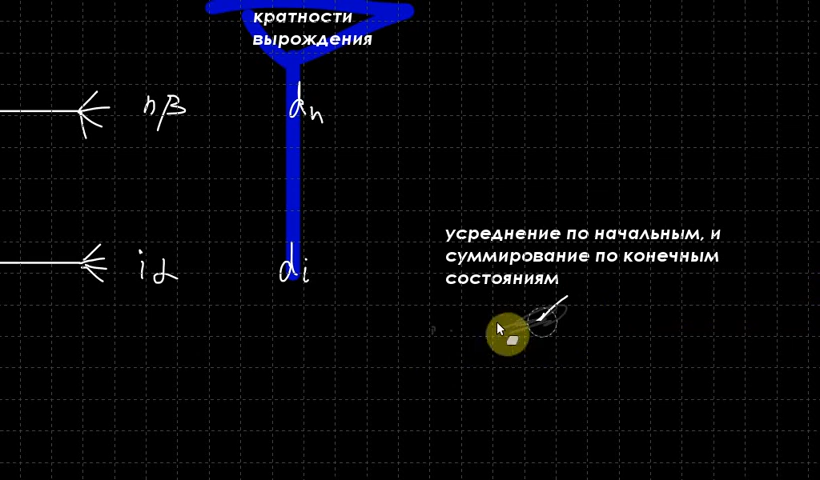 кратности
вырождения
nβ
dn
усреднение по начальным, и
суммирование по конечным
состояниям
iα
di